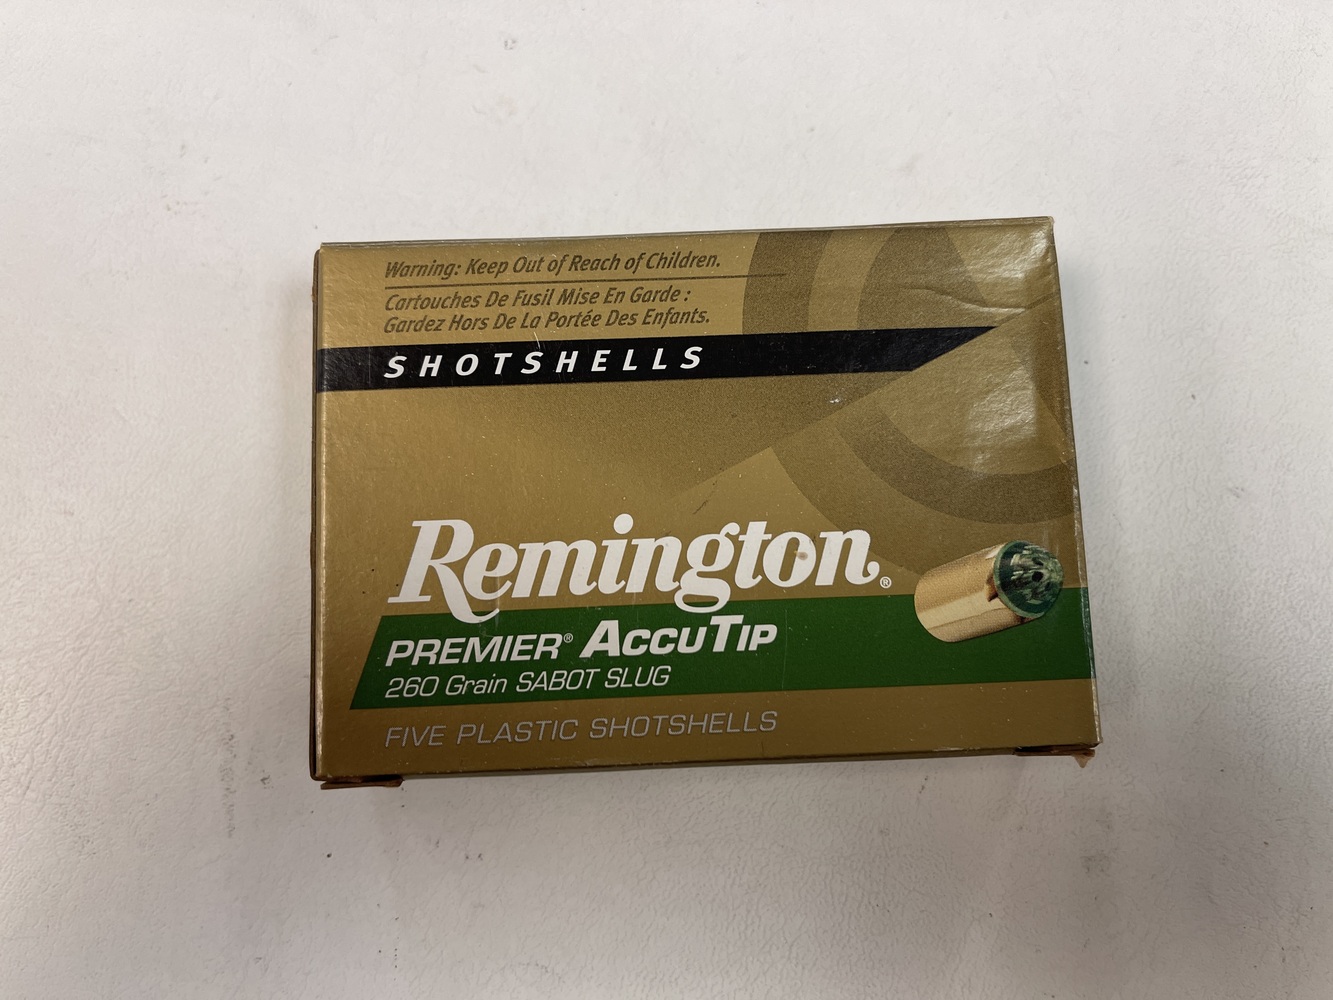 Warning: Keep Out of Reach of Children.
Cartouches De Fusil Mise En Garde :
Gardez Hors De La Portée Des Enfants.
SHOTSHELLS
Remington®
PREMIER® ACCUTIP
260 Grain SABOT SLUG
FIVE PLASTIC SHOTSHELLS